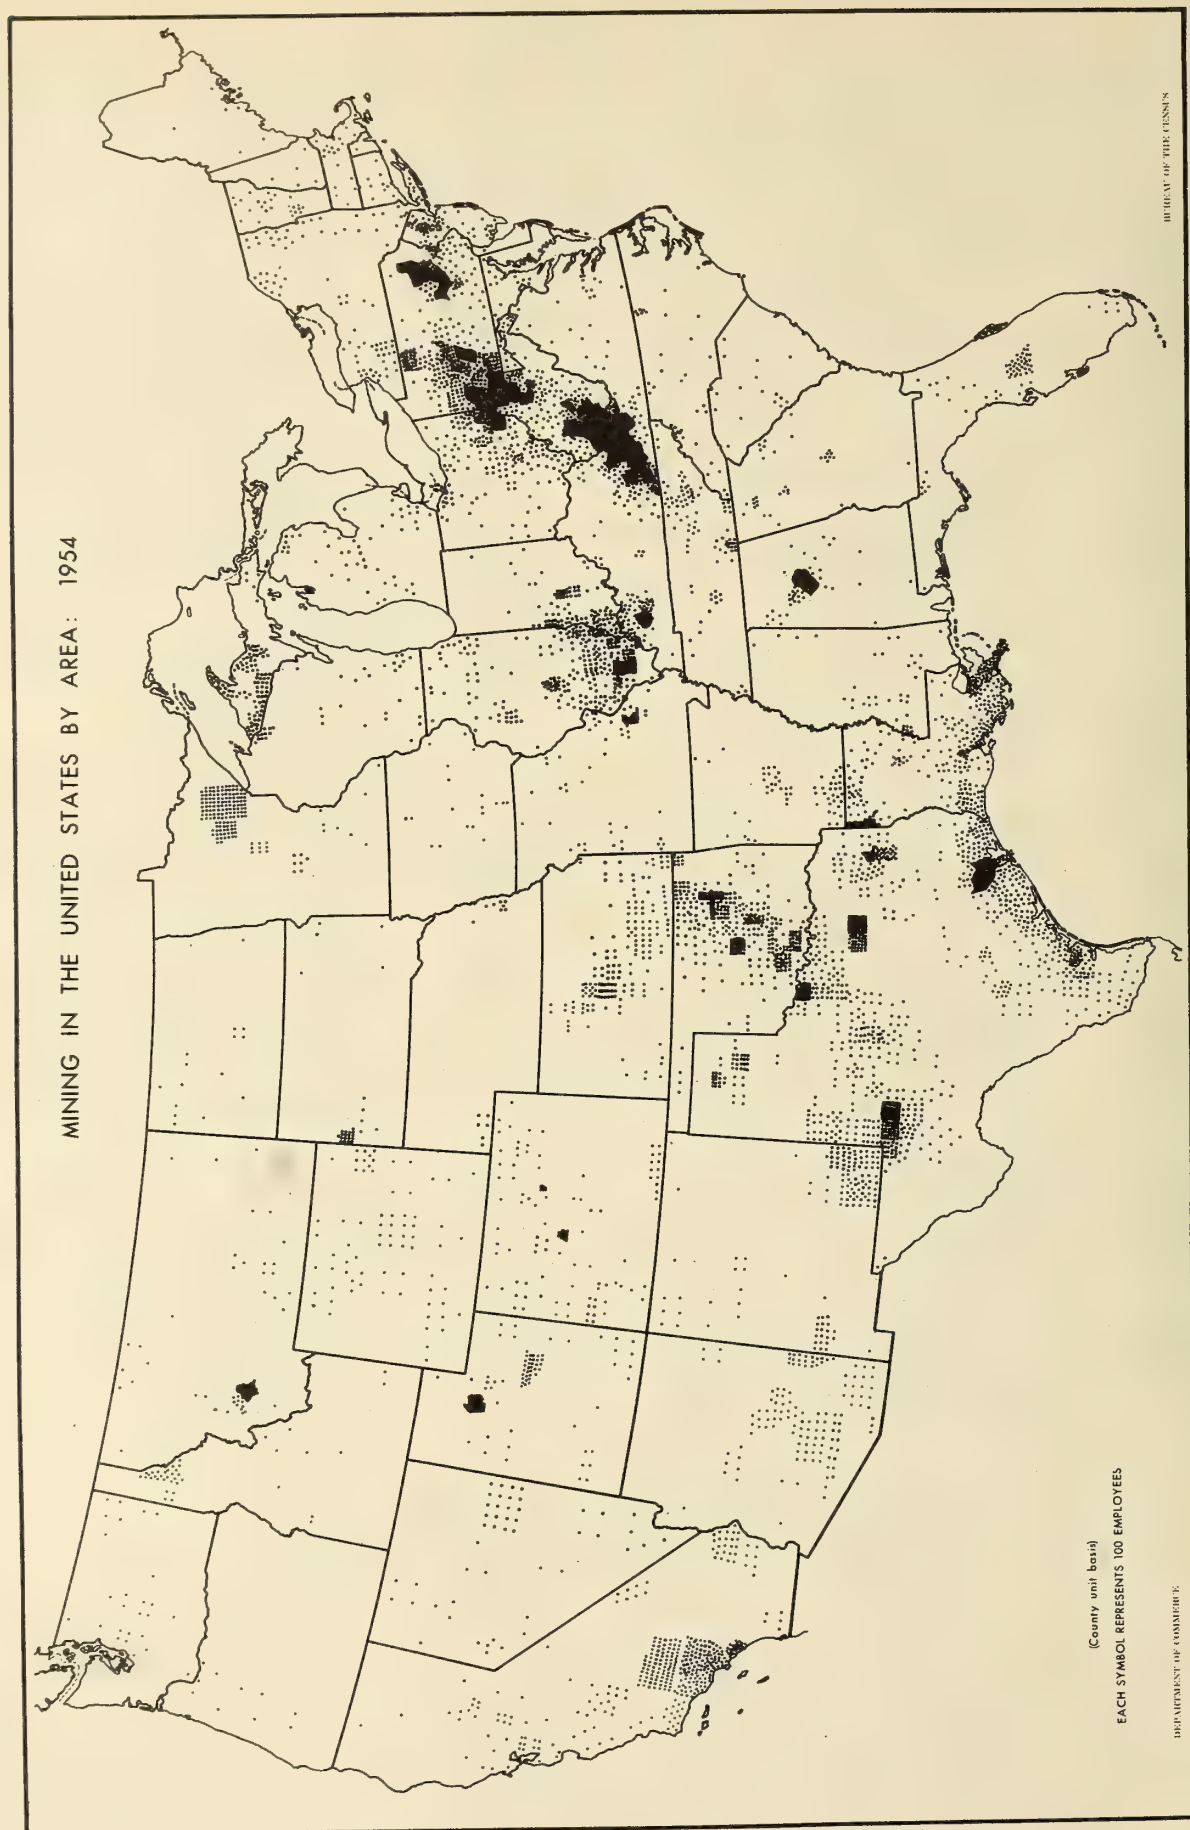 MINING IN THE UNITED STATES BY AREA: 1954
(County unit basis)
EACH SYMBOL REPRESENTS 100 EMPLOYEES
DEPARTMENT OF COMMERCE
BUREAU OF THE CENSUS